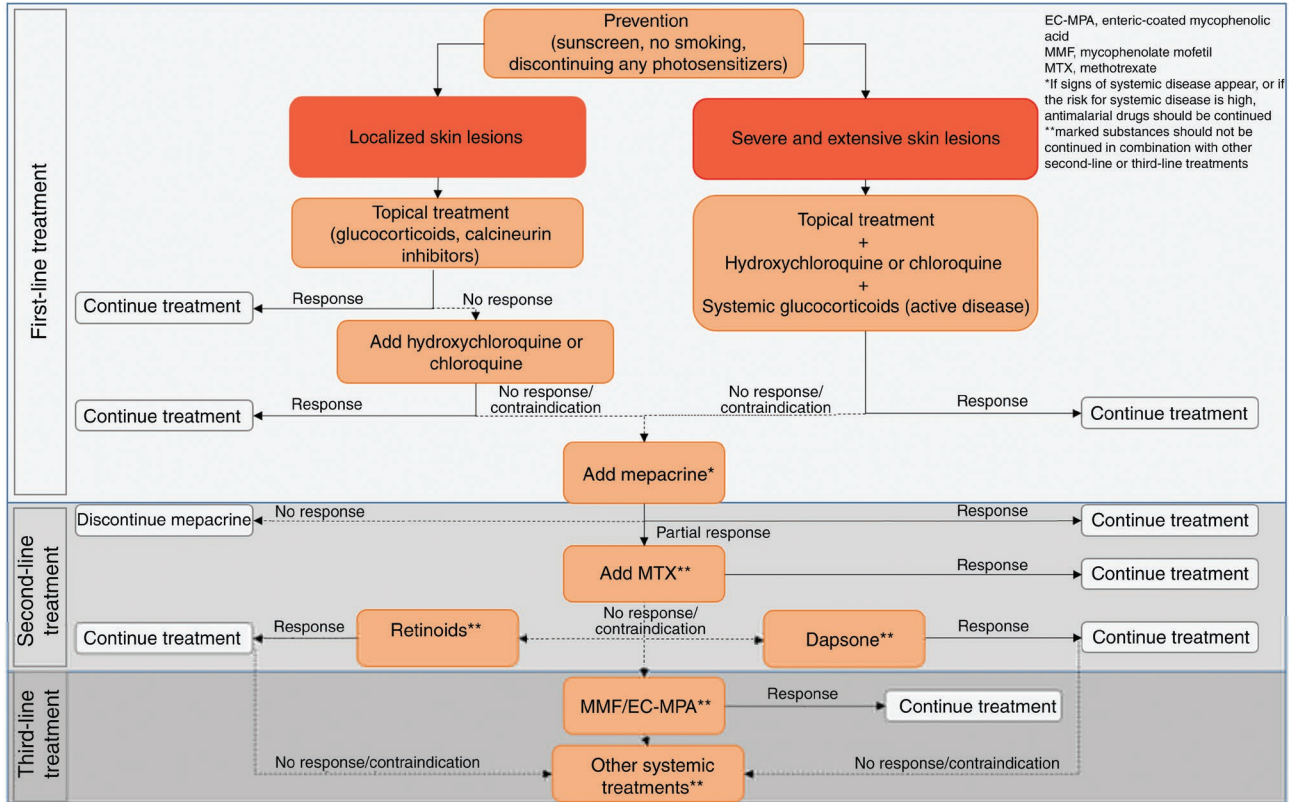 Prevention
(sunscreen, no smoking,
discontinuing any photosensitizers)
EC-MPA, enteric-coated mycophenolic
acid
MMF, mycophenolate mofetil
MTX, methotrexate
*If signs of systemic disease appear, or if
the risk for systemic disease is high,
antimalarial drugs should be continued
**marked substances should not be
continued in combination with other
second-line or third-line treatments
First-line treatment
Localized skin lesions
Severe and extensive skin lesions
Topical treatment
(glucocorticoids, calcineurin
inhibitors)
Topical treatment
+
Hydroxychloroquine or chloroquine
+
Systemic glucocorticoids (active disease)
Continue treatment
Response
No response
Add hydroxychloroquine or
chloroquine
Continue treatment
Response
No response/
contraindication
No response/
contraindication
Response
Continue treatment
Add mepacrine*
Second-line
treatment
Discontinue mepacrine
No response
Response
Continue treatment
Partial response
Add MTX**
Response
Continue treatment
Continue treatment
Response
Retinoids**
No response/
contraindication
Dapsone**
Response
Continue treatment
Third-line
treatment
MMF/EC-MPA**
Response
Continue treatment
No response/contraindication
Other systemic
treatments**
No response/contraindication